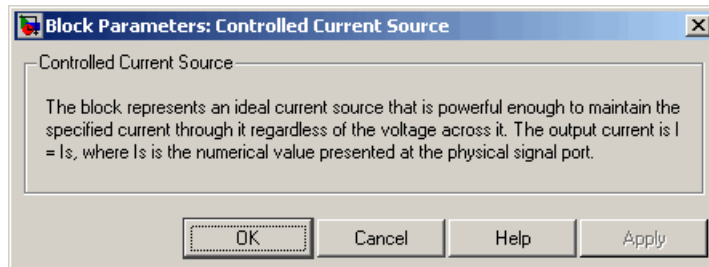 Block Parameters: Controlled Current Source
Controlled Current Source
The block represents an ideal current source that is powerful enough to maintain the
specified current through it regardless of the voltage across it. The output current is I
= Is, where Is is the numerical value presented at the physical signal port.
OK Cancel Help Apply